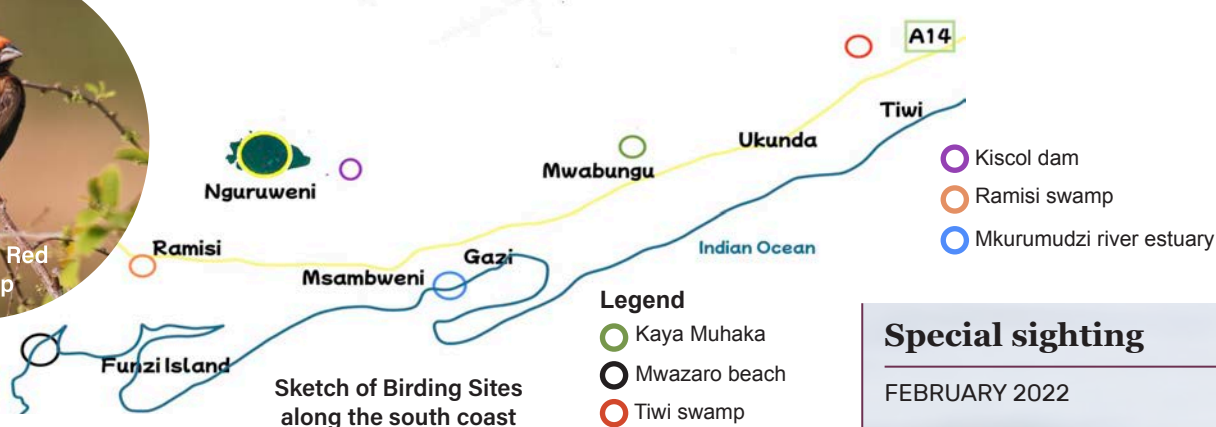 Red
p
A14
Tiwi
Ukunda
Mwabungu
Nguruweni
Ramisi
Gazi
Msambweni
Indian Ocean
Funzi Island
Sketch of Birding Sites
along the south coast
Legend
Kaya Muhaka
Mwazaro beach
Tiwi swamp
Kiscol dam
Ramisi swamp
Mkurumudzi river estuary
Special sighting
FEBRUARY 2022